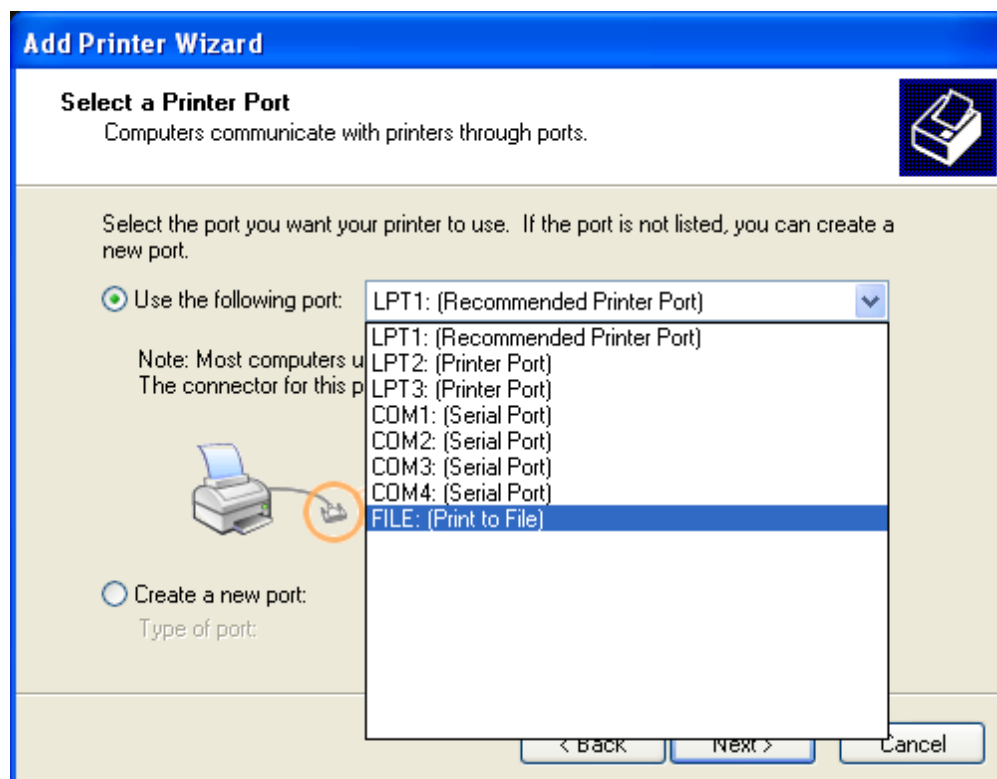 Add Printer Wizard
Select a Printer Port
Computers communicate with printers through ports.
Select the port you want your printer to use.  If the port is not listed, you can create a
new port.
Use the following port:
LPT1: (Recommended Printer Port)
LPT1: (Recommended Printer Port)
LPT2: (Printer Port)
LPT3: (Printer Port)
COM1: (Serial Port)
COM2: (Serial Port)
COM3: (Serial Port)
COM4: (Serial Port)
FILE: (Print to File)
Note: Most computers u
The connector for this p
Create a new port:
Type of port:
< Back
Next >
Cancel